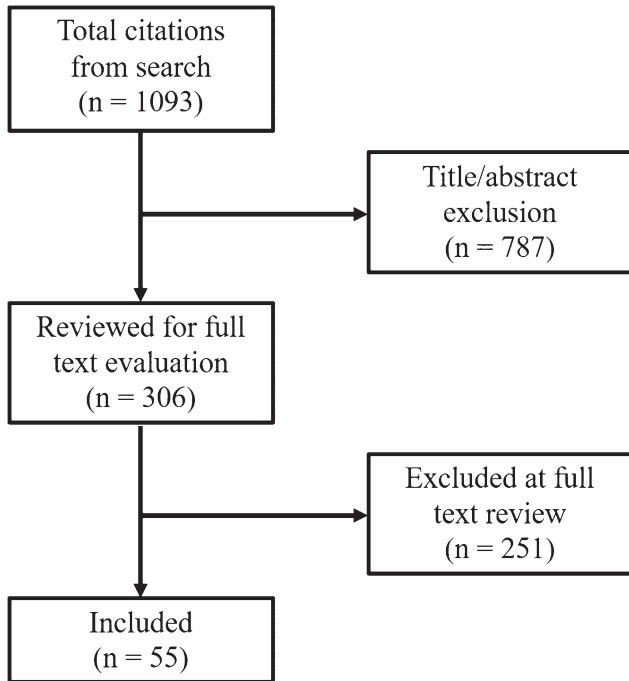 Total citations
from search
(n = 1093)
Title/abstract
exclusion
(n = 787)
Reviewed for full
text evaluation
(n = 306)
Excluded at full
text review
(n = 251)
Included
(n = 55)